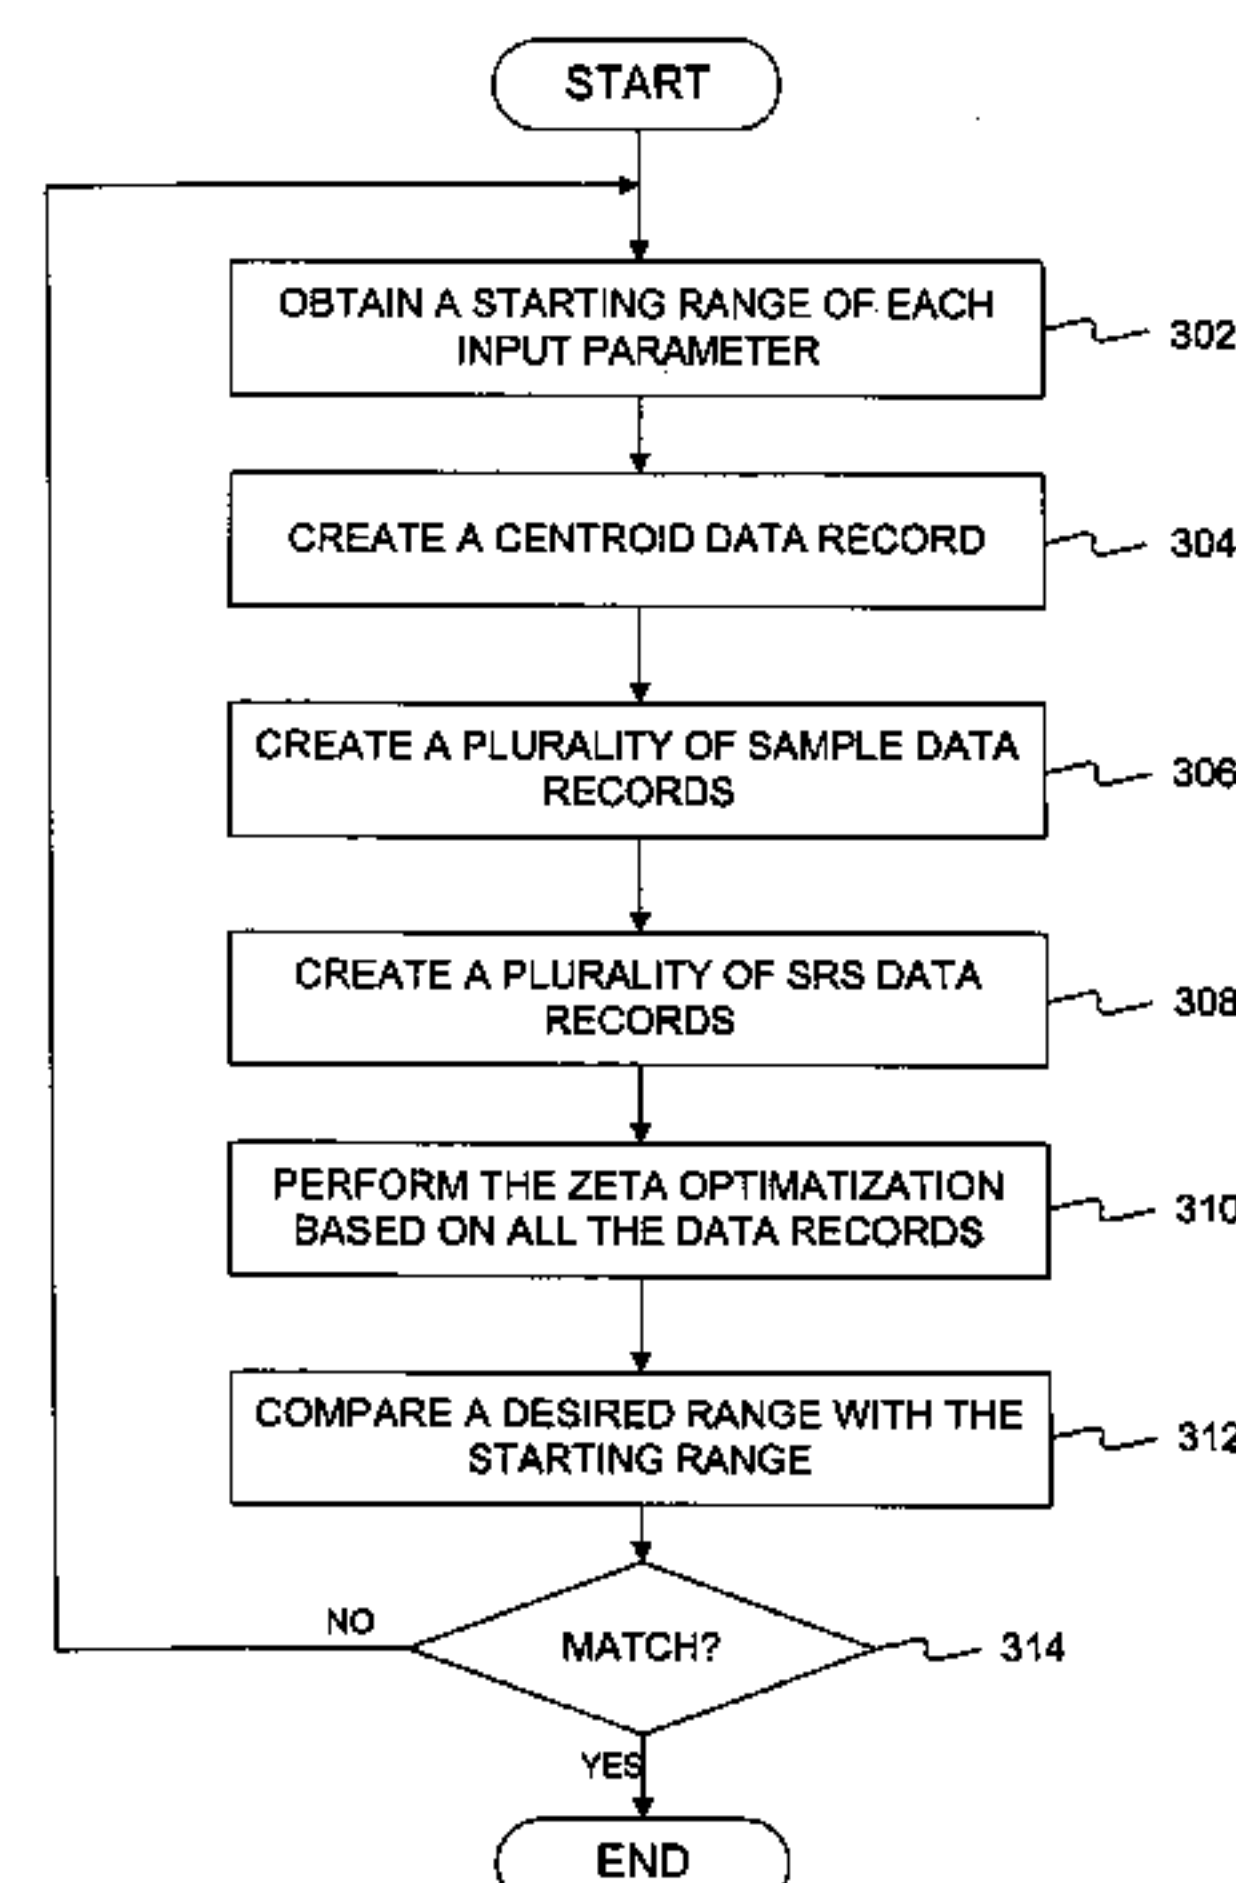 START
OBTAIN A STARTING RANGE OF EACH
INPUT PARAMETER
302
CREATE A CENTROID DATA RECORD
304
CREATE A PLURALITY OF SAMPLE DATA
RECORDS
306
CREATE A PLURALITY OF SRS DATA
RECORDS
308
PERFORM THE ZETA OPTIMATIZATION
BASED ON ALL THE DATA RECORDS
310
COMPARE A DESIRED RANGE WITH THE
STARTING RANGE
312
NO
MATCH?
314
YES
END